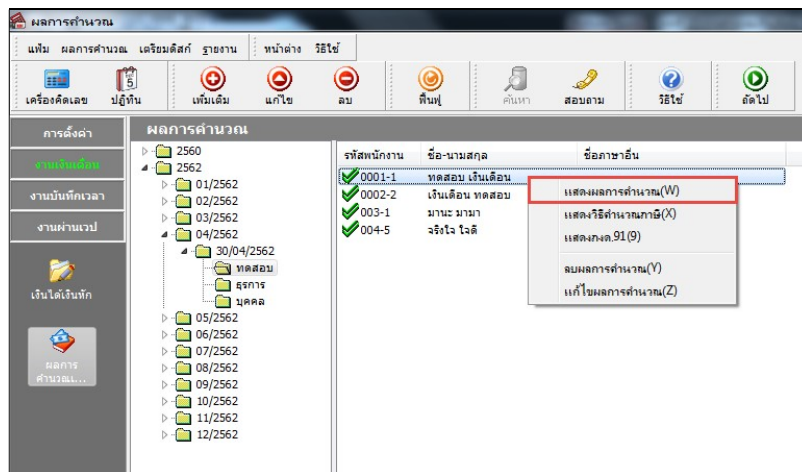 ผลการคำนวณ
แฟ้ม ผลการคำนวณ เตรียมดิสก์ ฐายงาน หน้าต่าง วิธีใช้
5
เครื่องคิดเลข ปฏิทิน เพิ่มเติม แก้ไข ลบ ฟื้นฟู ค้นหา สอบถาม วิธีใช้ ถัดไป
การตั้งค่า
งานเงินเดือน
งานบันทึกเวลา
งานผ่านเวป
เงินได้เงินหัก
ผลการ
คำนวณ...
ผลการคำนวณ
2560
2562
01/2562
02/2562
03/2562
04/2562
30/04/2562
ทดสอบ
ธุรการ
บุคคล
05/2562
06/2562
07/2562
08/2562
09/2562
10/2562
11/2562
12/2562
รหัสพนักงาน ชื่อ-นามสกุล ชื่อภาษาอื่น
0001-1 ทดสอบ เงินเดือน
0002-2 เงินเดือน ทดสอบ
003-1 มานะ มามา
004-5 จริงใจ ใจดี
แสดงผลการคำนวณ(W)
แสดงวิธีคำนวณภาษี(X)
แสดงภงด.91(9)
ลบผลการคำนวณ(Y)
แก้ไขผลการคำนวณ(Z)